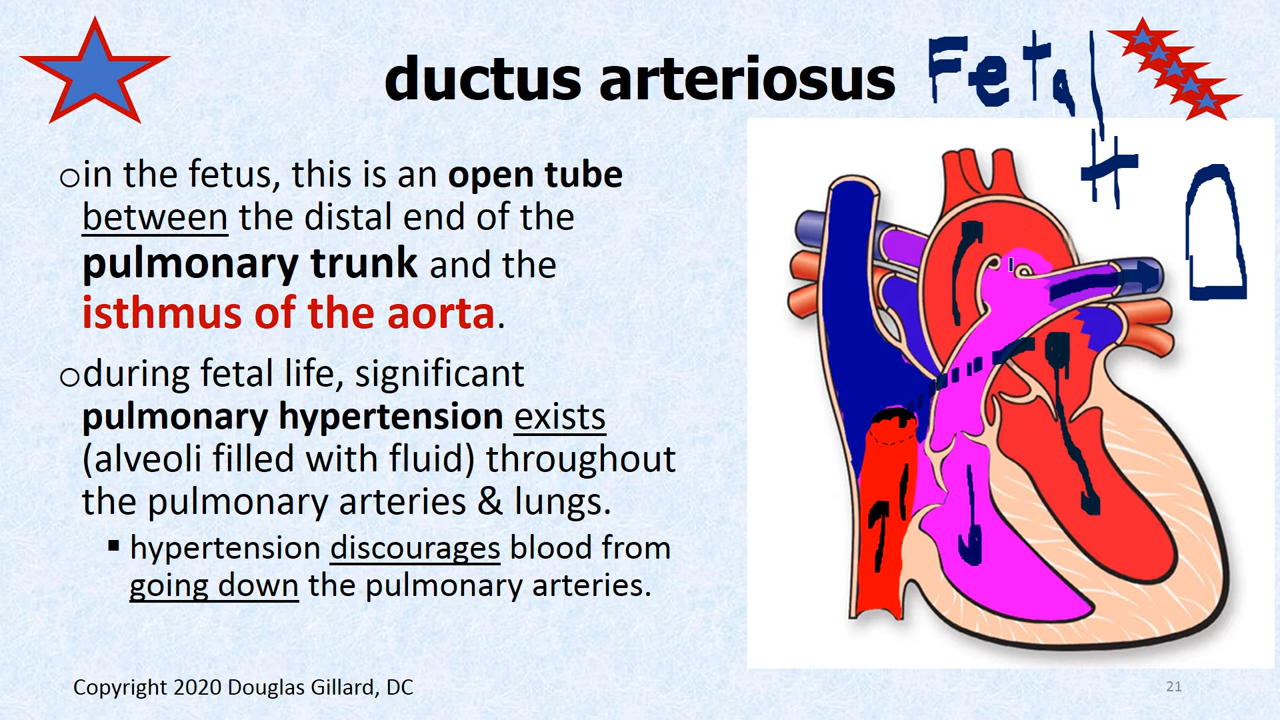 ductus arteriosus Fetal
○in the fetus, this is an open tube
between the distal end of the
pulmonary trunk and the
isthmus of the aorta.
○during fetal life, significant
pulmonary hypertension exists
(alveoli filled with fluid) throughout
the pulmonary arteries & lungs.
▪ hypertension discourages blood from
going down the pulmonary arteries.
Copyright 2020 Douglas Gillard, DC
21